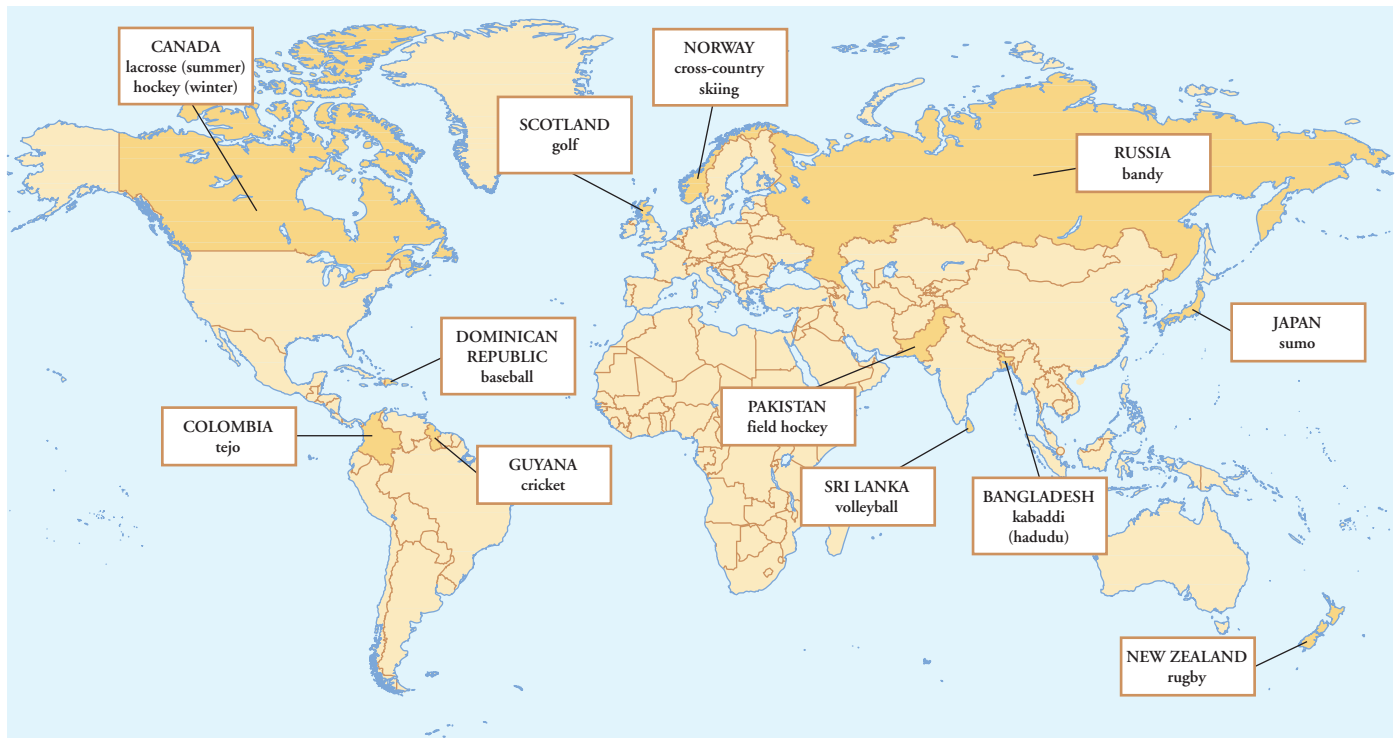 CANADA
lacrosse (summer)
hockey (winter)
NORWAY
cross-country
skiing
SCOTLAND
golf
RUSSIA
bandy
DOMINICAN
REPUBLIC
baseball
JAPAN
sumo
COLOMBIA
tejo
PAKISTAN
field hockey
GUYANA
cricket
SRI LANKA
volleyball
BANGLADESH
kabaddi
(hadudu)
NEW ZEALAND
rugby